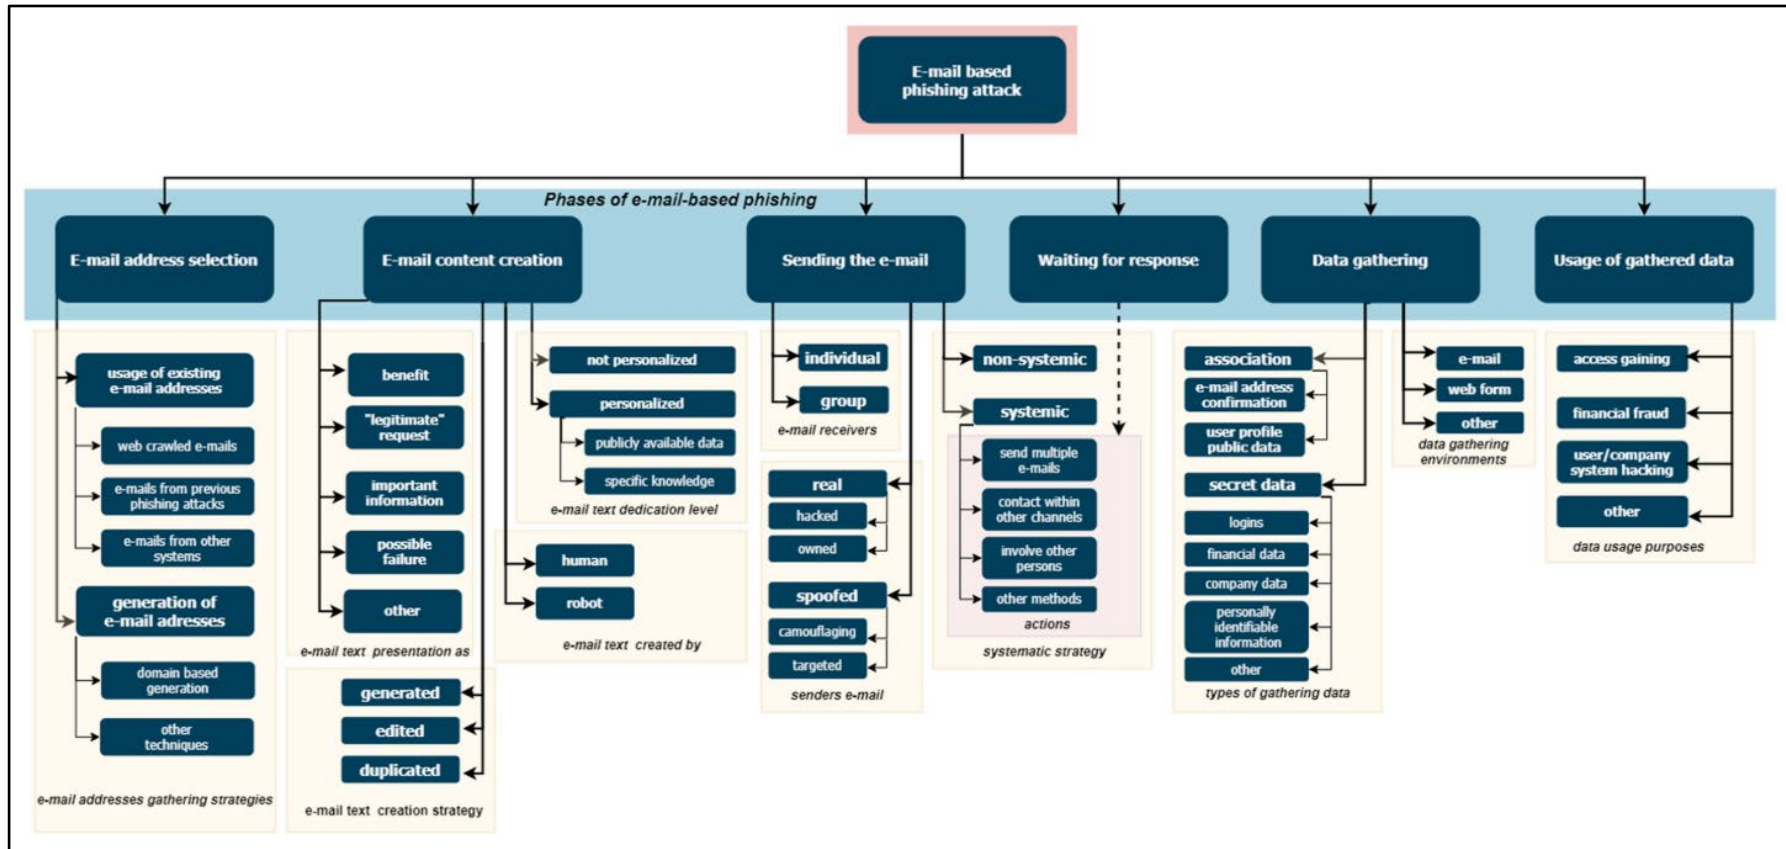 E-mail based
phishing attack
Phases of e-mail-based phishing
E-mail address selection
E-mail content creation
Sending the e-mail
Waiting for response
Data gathering
Usage of gathered data
usage of existing
e-mail addresses
web crawled e-mails
e-mails from previous
phishing attacks
e-mails from other
systems
generation of
e-mail adresses
domain based
generation
other
techniques
e-mail addresses gathering strategies
benefit
"legitimate"
request
important
information
possible
failure
other
e-mail text presentation as
generated
edited
duplicated
e-mail text creation strategy
not personalized
personalized
publicly available data
specific knowledge
e-mail text dedication level
human
robot
e-mail text created by
individual
group
e-mail receivers
real
hacked
owned
spoofed
camouflaging
targeted
senders e-mail
non-systemic
systemic
send multiple
e-mails
contact within
other channels
involve other
persons
other methods
actions
systematic strategy
association
e-mail address
confirmation
user profile
public data
secret data
logins
financial data
company data
personally
identifiable
information
other
types of gathering data
e-mail
web form
other
data gathering
environments
access gaining
financial fraud
user/company
system hacking
other
data usage purposes